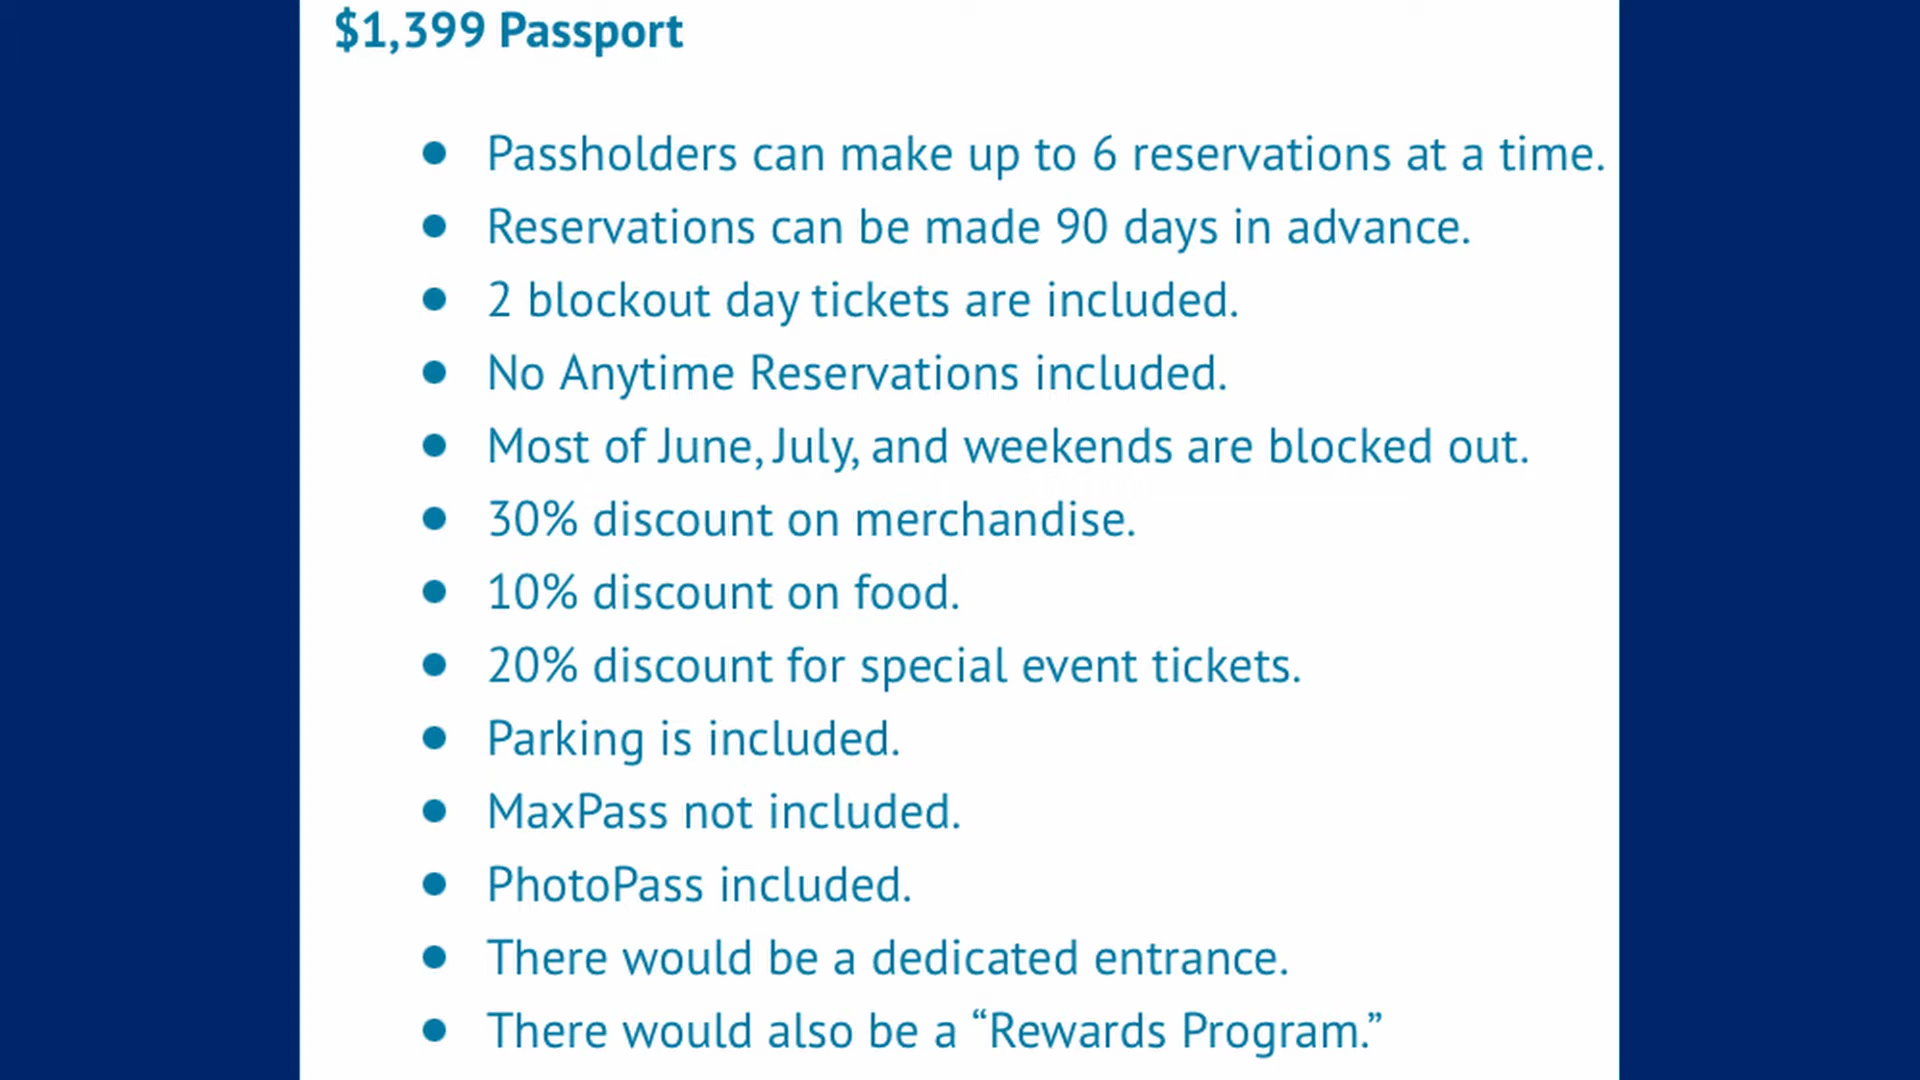 $1,399 Passport
● Passholders can make up to 6 reservations at a time.
● Reservations can be made 90 days in advance.
● 2 blockout day tickets are included.
● No Anytime Reservations included.
● Most of June, July, and weekends are blocked out.
● 30% discount on merchandise.
● 10% discount on food.
● 20% discount for special event tickets.
● Parking is included.
● MaxPass not included.
● PhotoPass included.
● There would be a dedicated entrance.
● There would also be a “Rewards Program.”